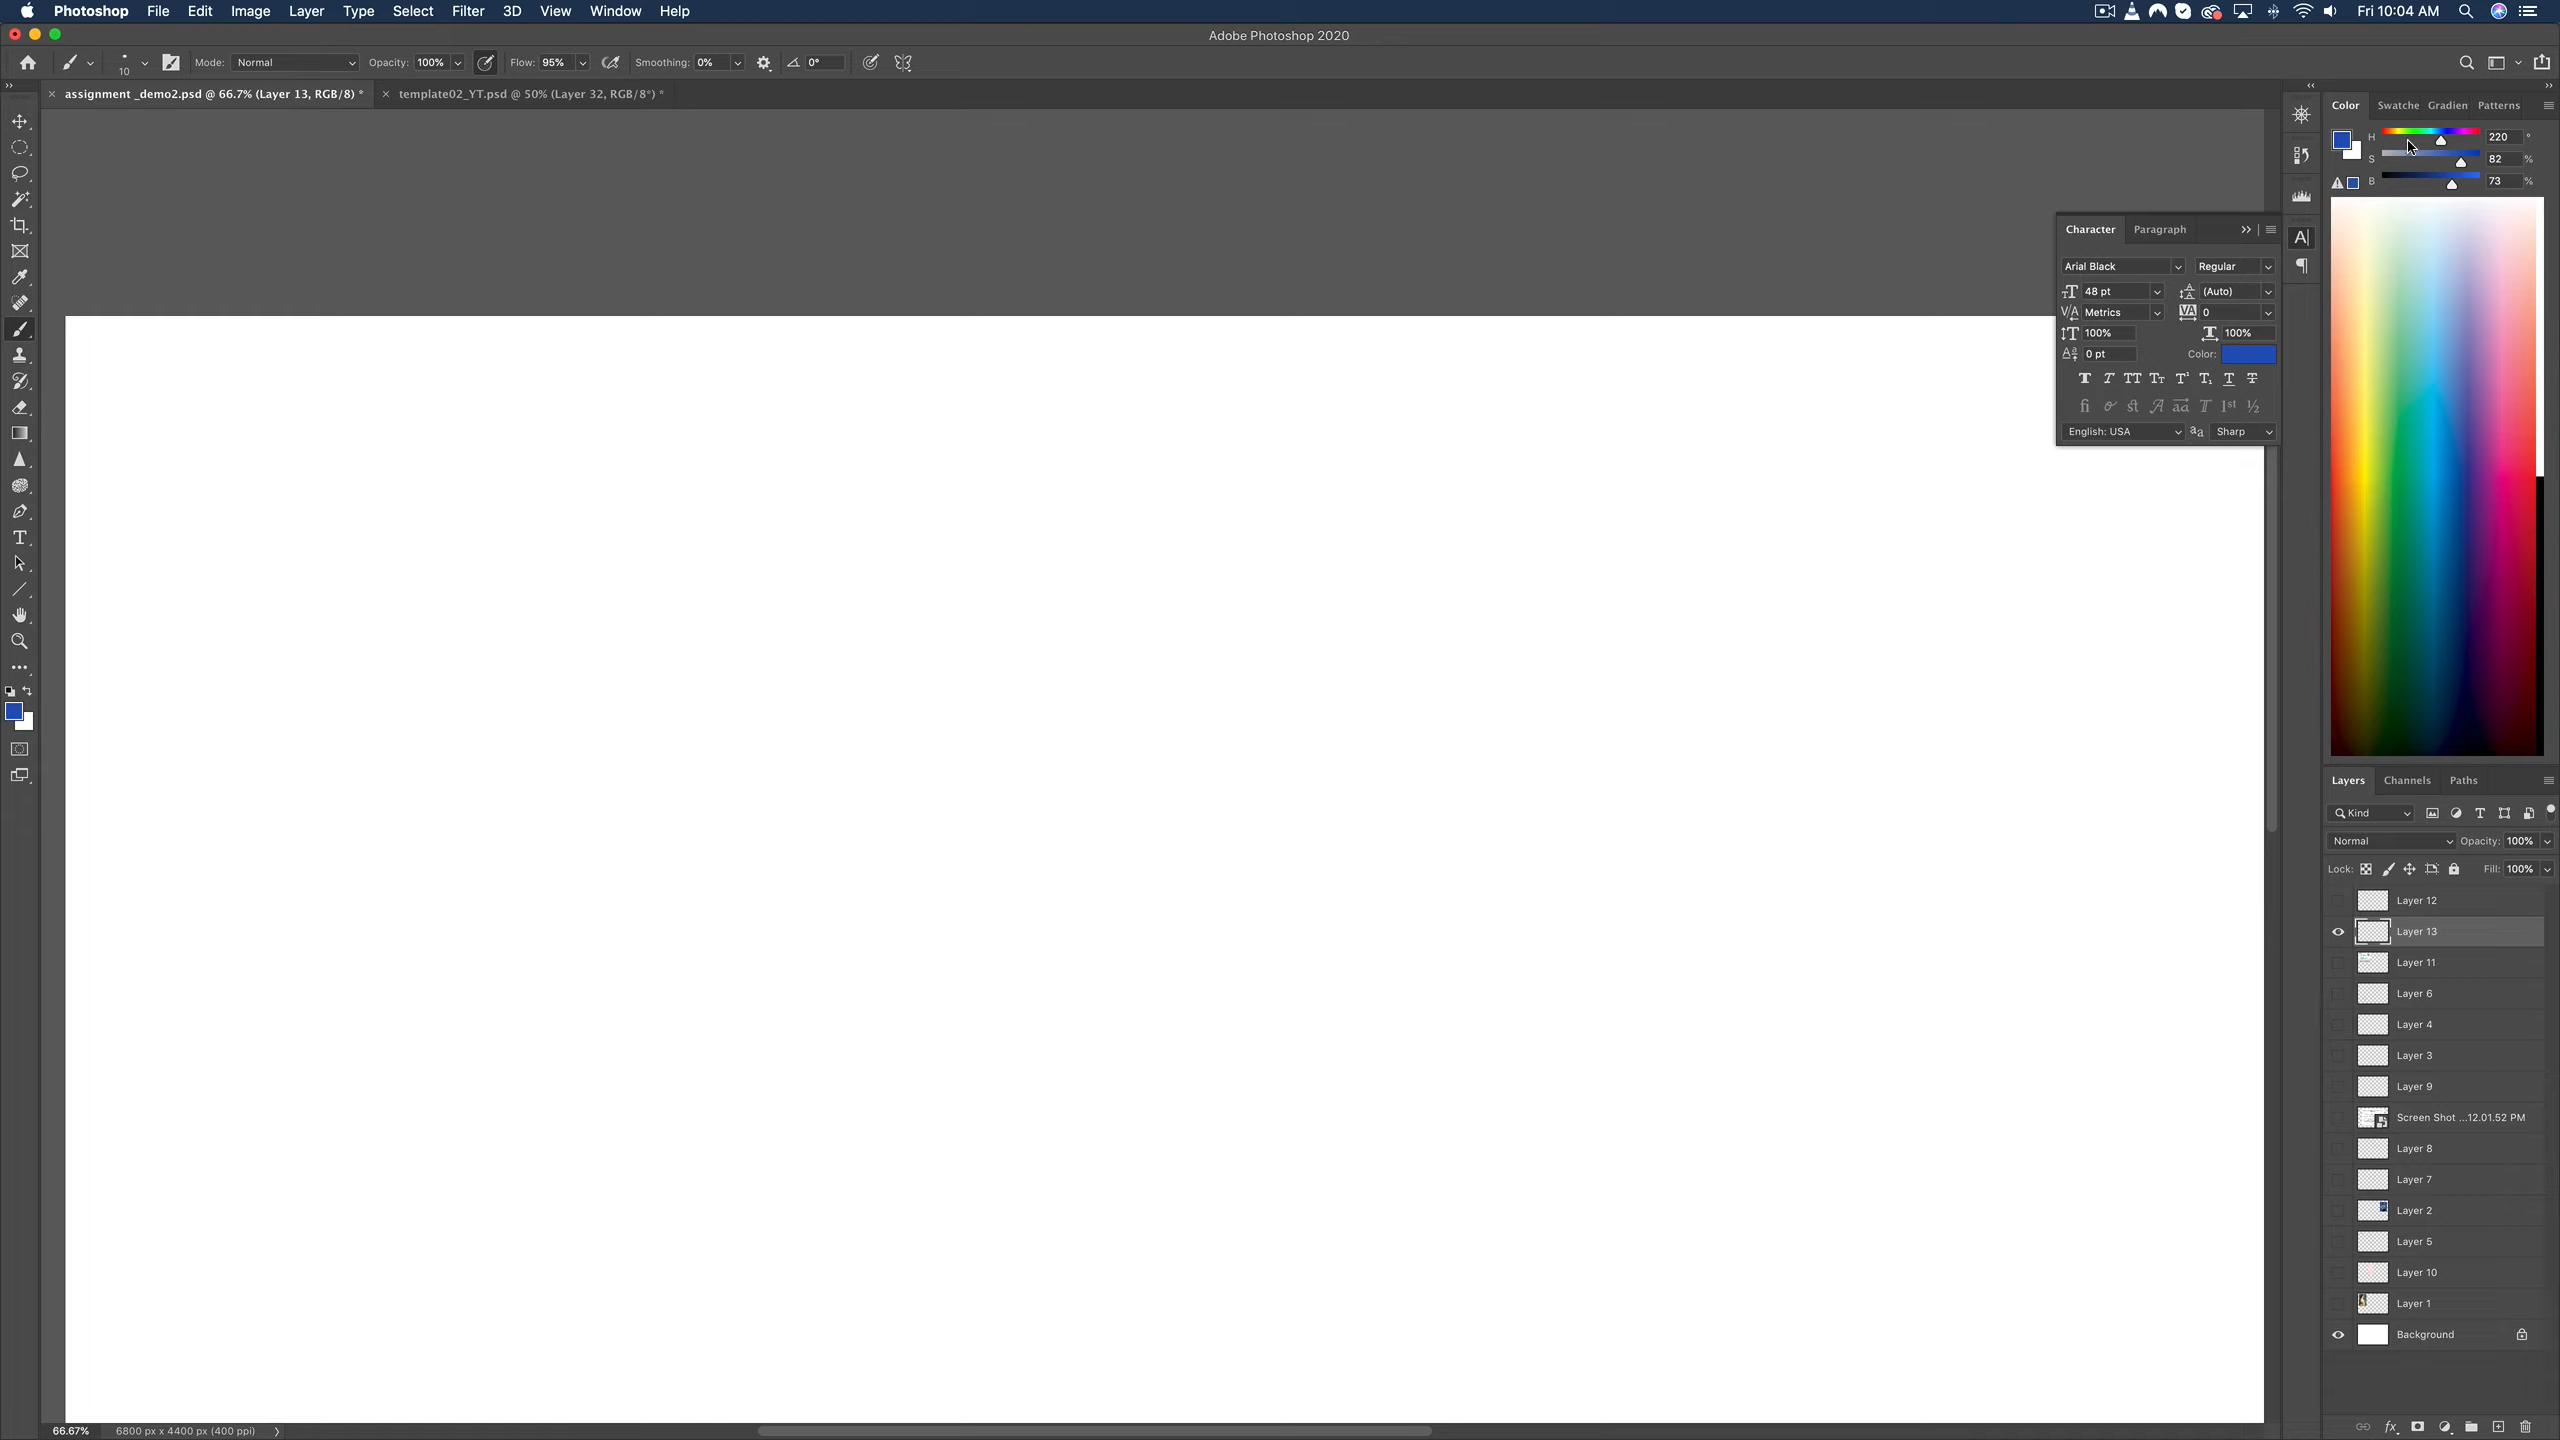 Photoshop File Edit Image Layer Type Select Filter 3D View Window Help Fri 10:04 AM
Adobe Photoshop 2020
10 Mode: Normal Opacity: 100% Flow: 95% Smoothing: 0% 0°
assignment _demo2.psd @ 66.7% (Layer 13, RGB/8) * template02_YT.psd @ 50% (Layer 32, RGB/8*) *
Color Swatche Gradien Patterns
H 220 °
S 82 %
B 73 %
Character Paragraph
Arial Black Regular
48 pt (Auto)
Metrics 0
100% 100%
0 pt Color:
English: USA Sharp
Layers Channels Paths
Kind
Normal Opacity: 100%
Lock: Fill: 100%
Layer 12
Layer 13
Layer 11
Layer 6
Layer 4
Layer 3
Layer 9
Screen Shot ...12.01.52 PM
Layer 8
Layer 7
Layer 2
Layer 5
Layer 10
Layer 1
Background
66.67% 6800 px x 4400 px (400 ppi)